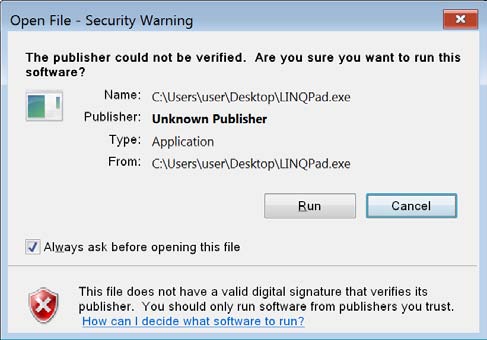 Open File - Security Warning
The publisher could not be verified. Are you sure you want to run this
software?
Name: C:\Users\user\Desktop\LINQPad.exe
Publisher: Unknown Publisher
Type: Application
From: C:\Users\user\Desktop\LINQPad.exe
Run Cancel
Always ask before opening this file
This file does not have a valid digital signature that verifies its
publisher. You should only run software from publishers you trust.
How can I decide what software to run?